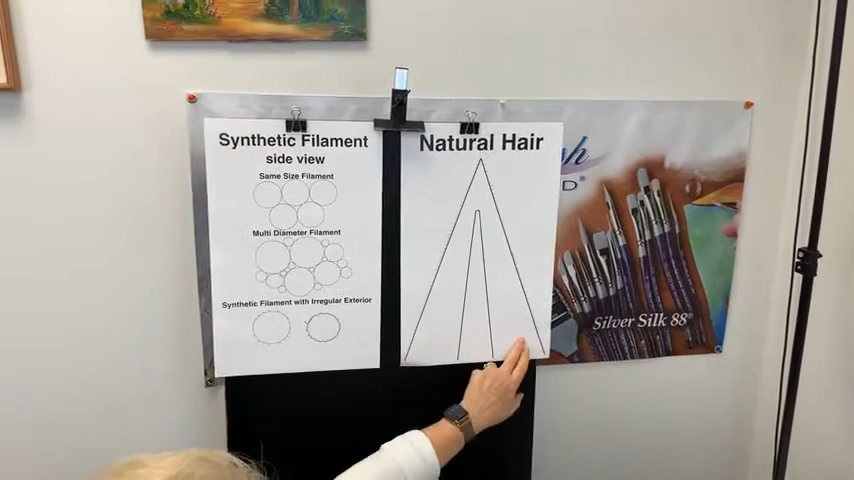 Synthetic Filament
side view
Same Size Filament
Multi Diameter Filament
Synthetic Filament with Irregular Exterior
Natural Hair
Silver Silk 88®